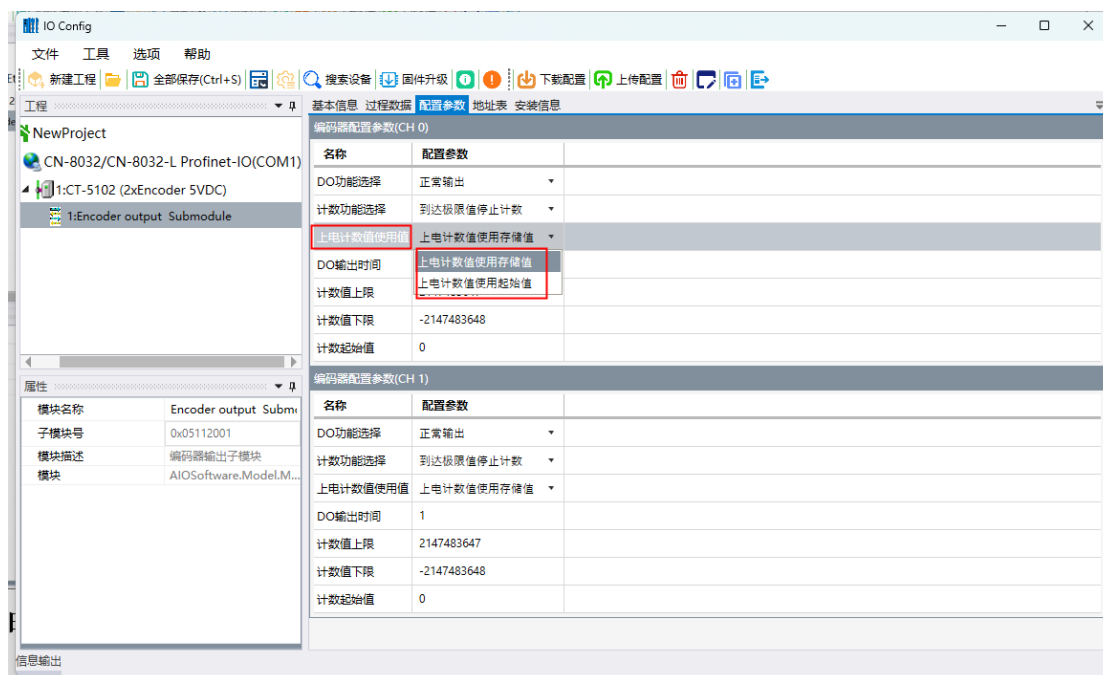 IO Config
文件 工具 选项 帮助
新建工程 全部保存(Ctrl+S) 搜索设备 固件升级 下载配置 上传配置
工程
NewProject
CN-8032/CN-8032-L Profinet-IO(COM1)
1:CT-5102 (2xEncoder 5VDC)
1:Encoder output Submodule
属性
模块名称 Encoder output Subm
子模块号 0x05112001
模块描述 编码器输出子模块
模块 AIOSoftware.Model.M...
基本信息 过程数据 配置参数 地址表 安装信息
编码器配置参数(CH 0)
名称 配置参数
DO功能选择 正常输出
计数功能选择 到达极限值停止计数
上电计数值使用值 上电计数值使用存储值
DO输出时间 上电计数值使用存储值
上电计数值使用起始值
计数值上限
计数值下限 -2147483648
计数起始值 0
编码器配置参数(CH 1)
名称 配置参数
DO功能选择 正常输出
计数功能选择 到达极限值停止计数
上电计数值使用值 上电计数值使用存储值
DO输出时间 1
计数值上限 2147483647
计数值下限 -2147483648
计数起始值 0
信息输出